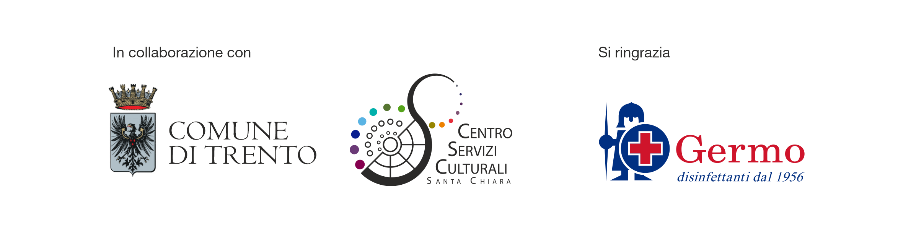 In collaborazione con
COMUNE
DI TRENTO
CENTRO
SERVIZI
CULTURALI
SANTA CHIARA
Si ringrazia
Germo
disinfettanti dal 1956